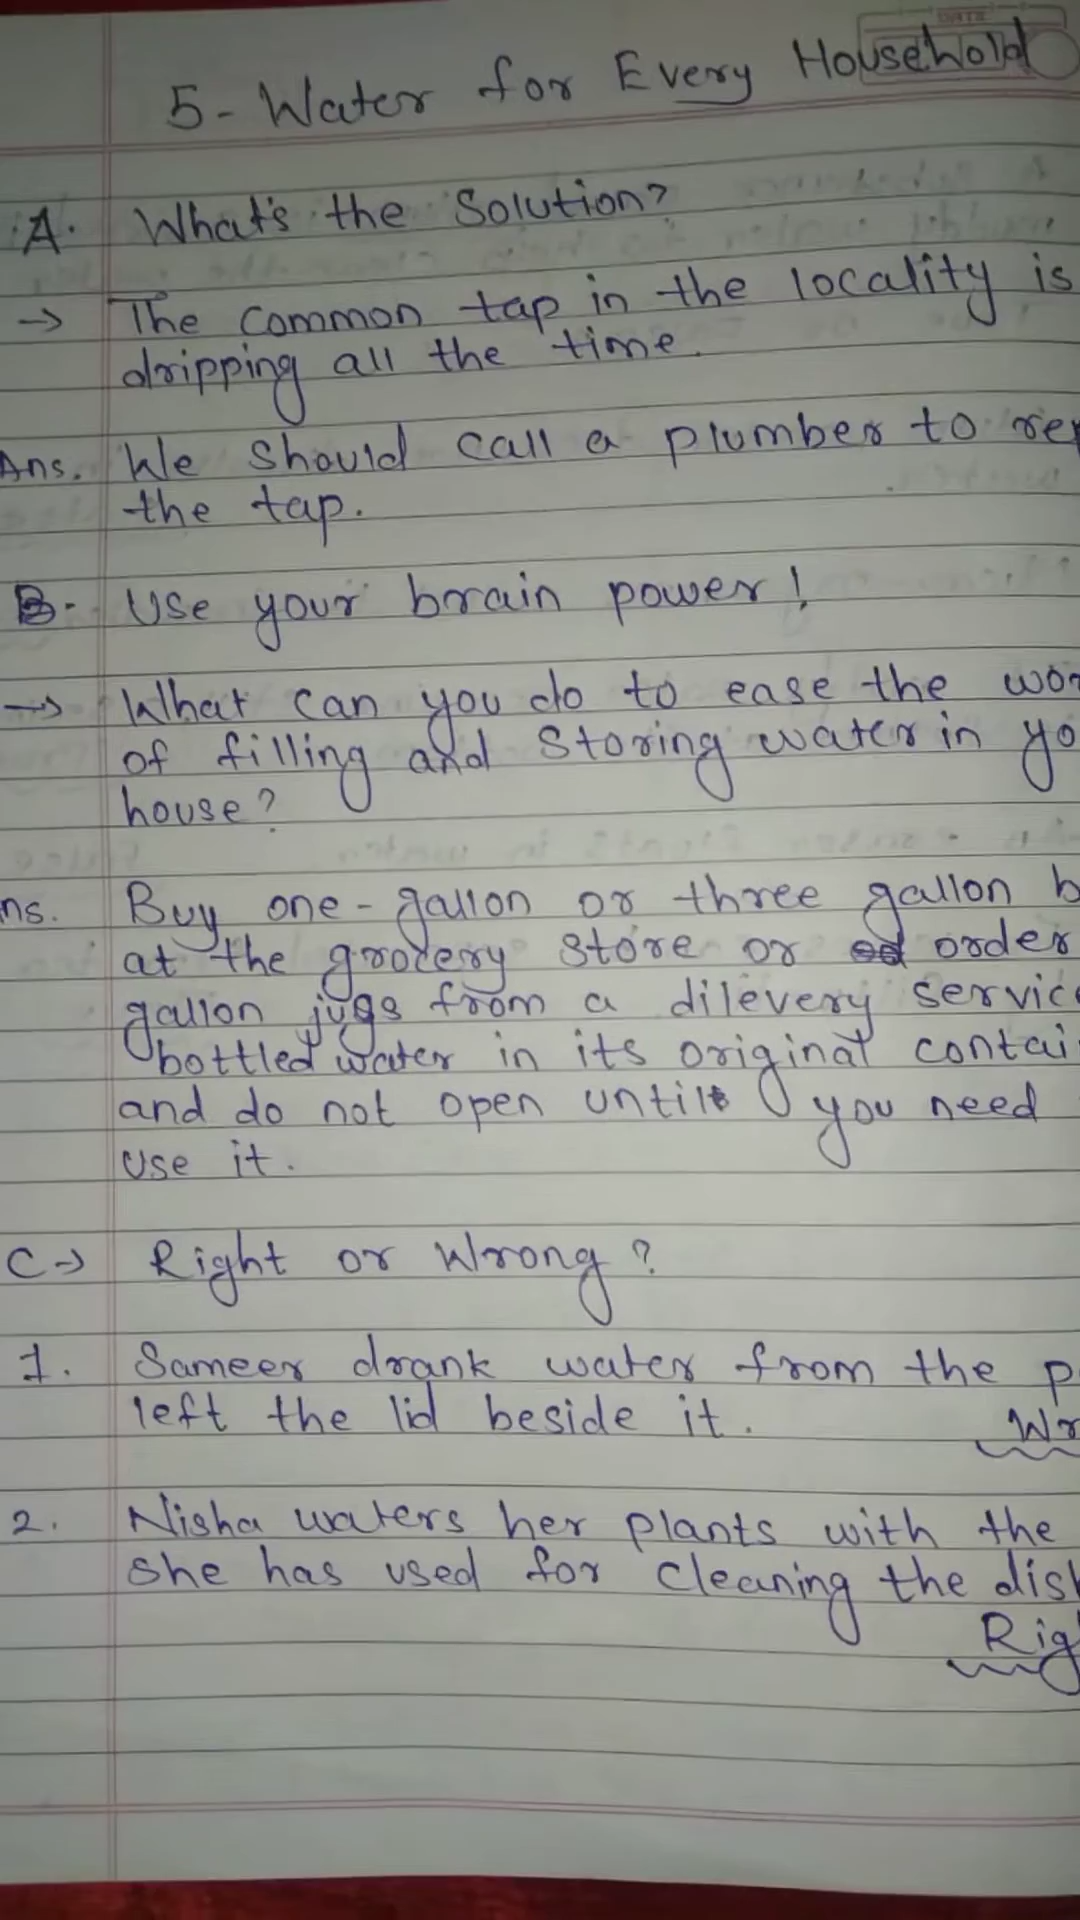 DATE
5- Water for Every Household
A. What's the Solution?
→ The common tap in the locality is
dripping all the time.
Ans. We should call a plumber to rep
the tap.
B. Use your brain power!
→ What can you do to ease the wor
of filling and storing water in yo
house?
ns. Buy one-gallon or three gallon b
at the grocery store or order
gallon jugs from a dilevery service
bottled water in its original contai
and do not open until you need
use it.
C→ Right or Wrong?
1. Sameer drank water from the p
left the lid beside it.
Wr
2. Nisha waters her plants with the
she has used for cleaning the dish
Rig